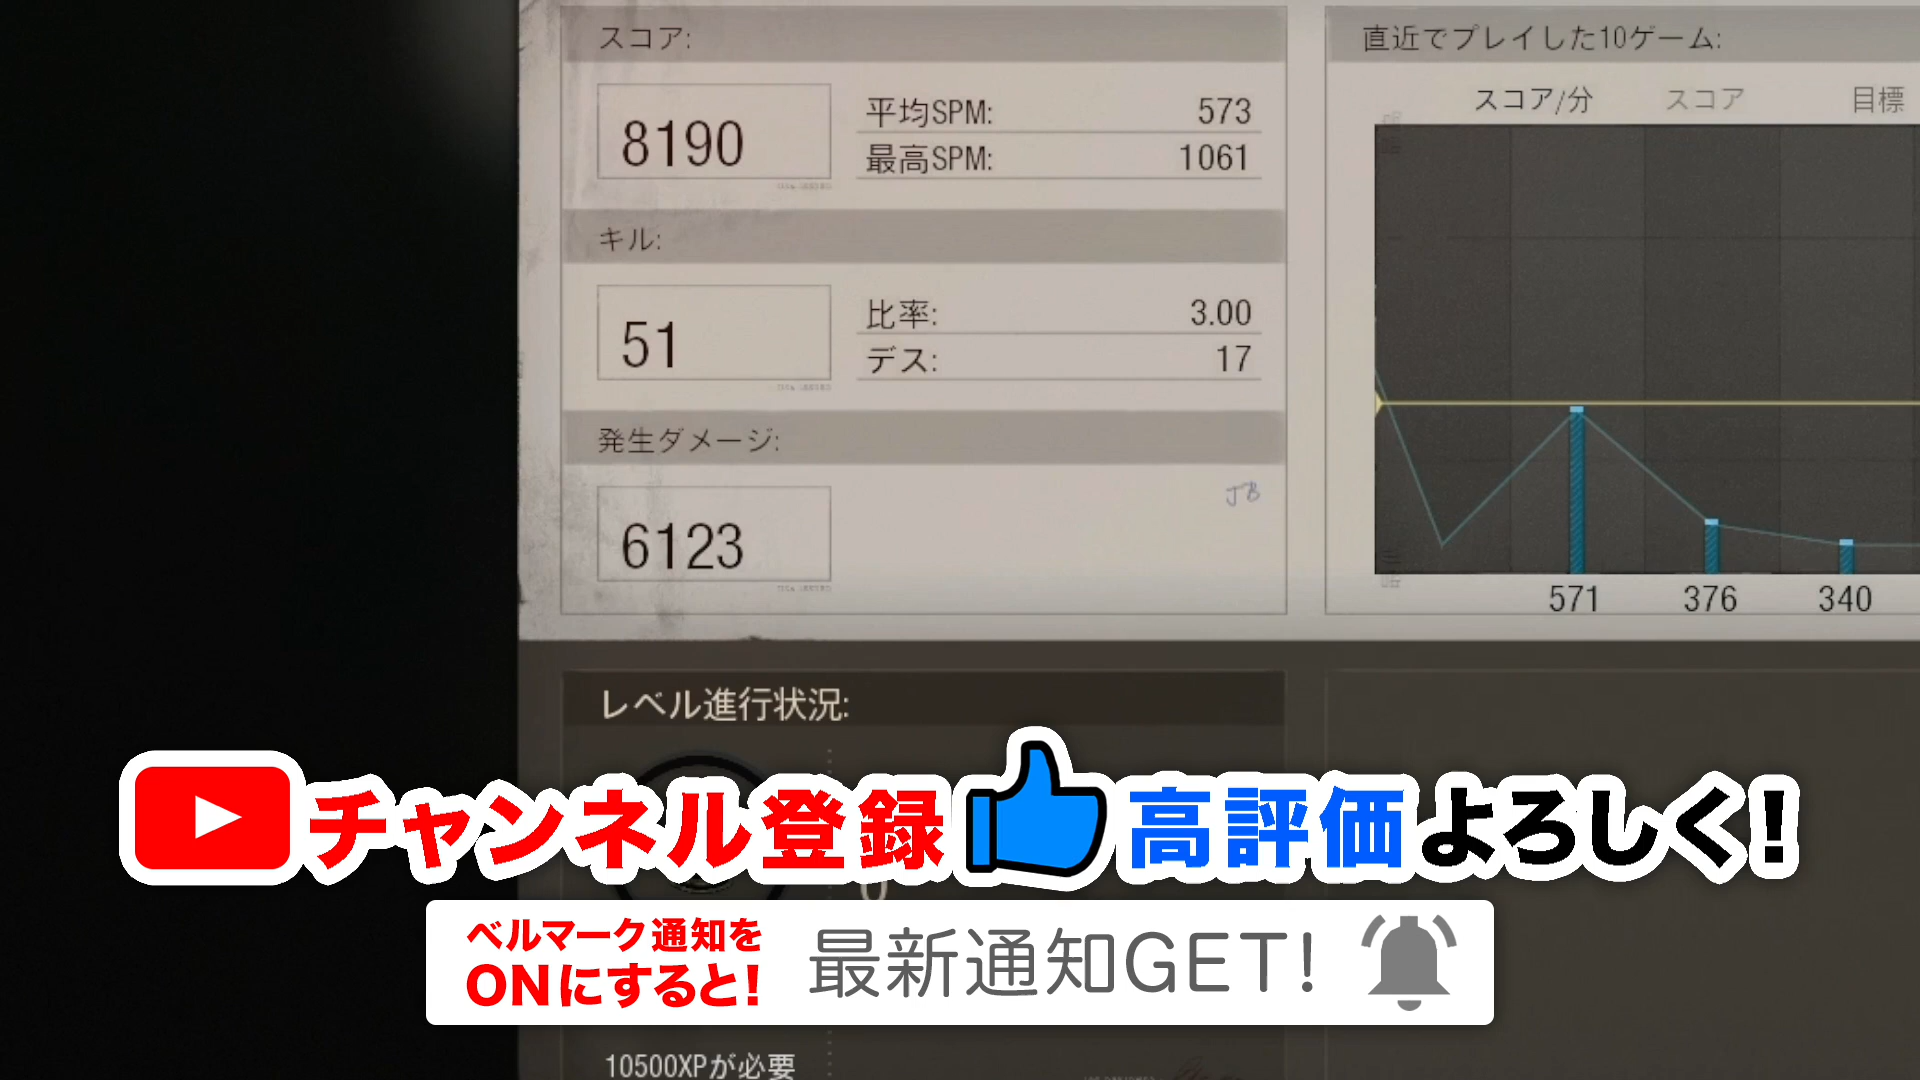 スコア:
8190
平均SPM: 573
最高SPM: 1061
キル:
51
比率: 3.00
デス: 17
発生ダメージ:
6123
JB
直近でプレイした10ゲーム:
スコア/分 スコア 目標
571 376 340
レベル進行状況:
チャンネル登録 高評価よろしく!
0
ベルマーク通知を
ONにすると!
最新通知GET!
10500XPが必要